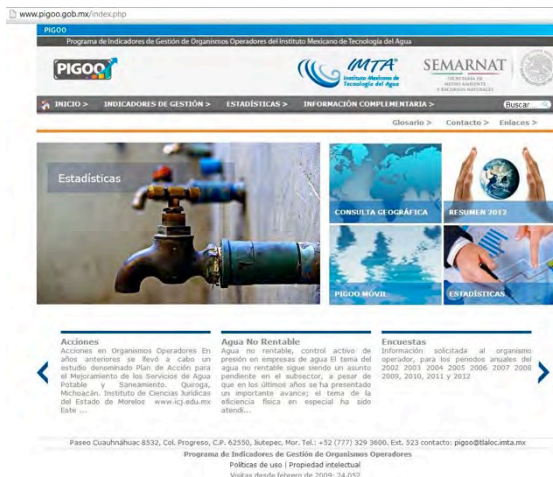 www.pigoo.gob.mx/index.php
PIGOO
Programa de Indicadores de Gestión de Organismos Operadores del Instituto Mexicano de Tecnología del Agua
PIGOO
IMTA
Instituto Mexicano de
Tecnología del Agua
SEMARNAT
SECRETARÍA DE
MEDIO AMBIENTE
Y RECURSOS NATURALES
INICIO > INDICADORES DE GESTIÓN > ESTADÍSTICAS > INFORMACIÓN COMPLEMENTARIA > Buscar
Glosario > Contacto > Enlaces >
Estadísticas
CONSULTA GEOGRÁFICA
RESUMEN 2012
PIGOO MÓVIL
ESTADÍSTICAS
Acciones
Acciones en Organismos Operadores En
años anteriores se llevó a cabo un
estudio denominado Plan de Acción para
el Mejoramiento de los Servicios de Agua
Potable y Saneamiento. Quiroga,
Michoacán. Instituto de Ciencias Jurídicas
del Estado de Morelos www.icj.edu.mx
Este ...
Agua No Rentable
Agua no rentable, control activo de
presión en empresas de agua El tema del
agua no rentable sigue siendo un asunto
pendiente en el subsector, a pesar de
que en los últimos años se ha presentado
un importante avance; el tema de la
eficiencia física en especial ha sido
atendi...
Encuestas
Información solicitada al organismo
operador, para los periodos anuales del
2002 2003 2004 2005 2006 2007 2008
2009, 2010, 2011 y 2012
Paseo Cuauhnáhuac 8532, Col. Progreso, C.P. 62550, Jiutepec, Mor. Tel.: +52 (777) 329 3600. Ext. 523 contacto: pigoo@tlaloc.imta.mx
Programa de Indicadores de Gestión de Organismos Operadores
Políticas de uso | Propiedad intelectual
Visitas desde febrero de 2009: 24,052